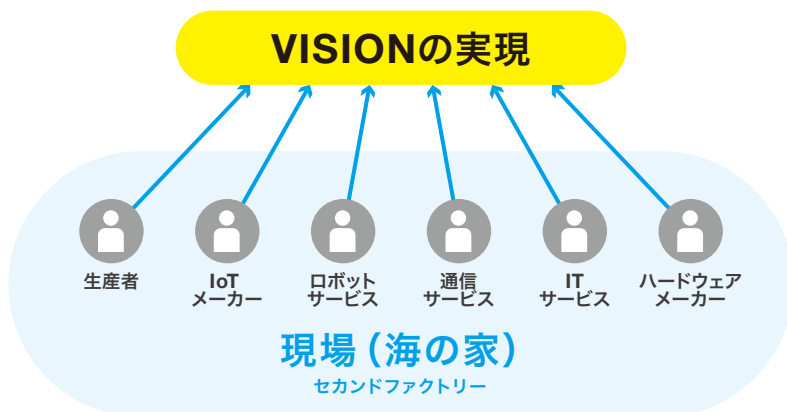 VISIONの実現
生産者
IoT
メーカー
ロボット
サービス
通信
サービス
IT
サービス
ハードウェア
メーカー
現場（海の家）
セカンドファクトリー